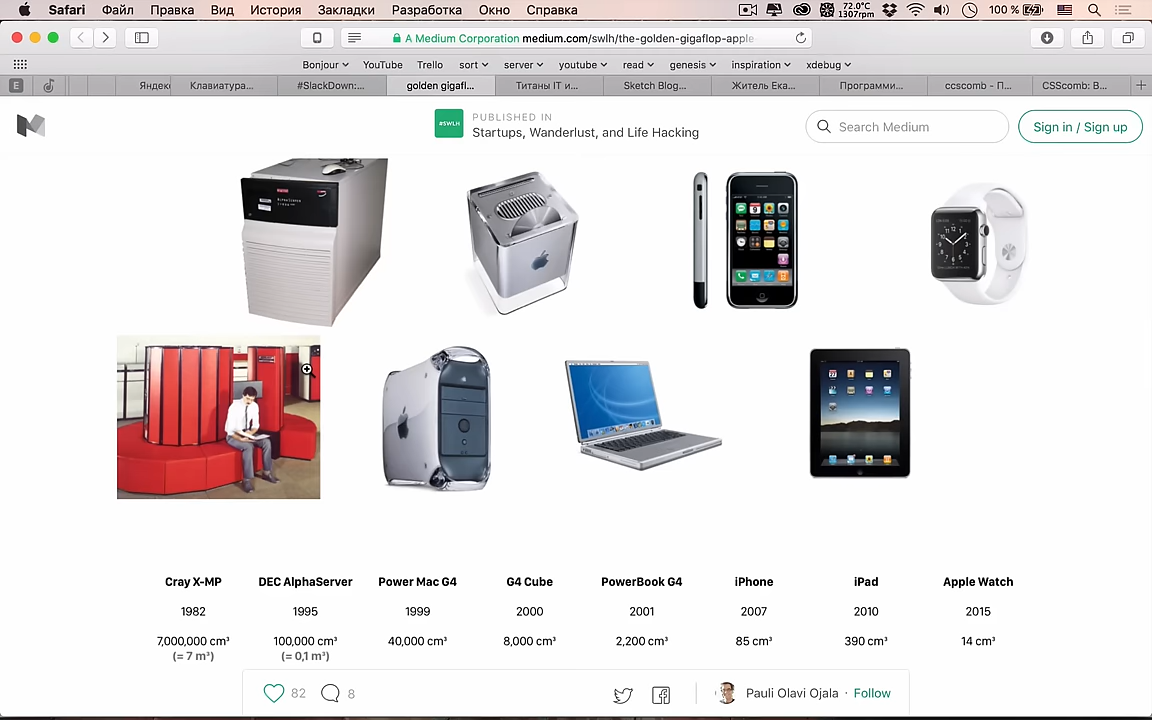 Safari Файл Правка Вид История Закладки Разработка Окно Справка 72.0°C 1307rpm 100 %
A Medium Corporation medium.com/swlh/the-golden-gigaflop-apple
Bonjour YouTube Trello sort server youtube read genesis inspiration xdebug
E Яндекс Клавиатура... #SlackDown:... golden gigafl... Титаны IT и... Sketch Blog... Житель Ека... Программи... ccscomb - П... CSScomb: В...
#SWLH
PUBLISHED IN
Startups, Wanderlust, and Life Hacking
Search Medium
Sign in / Sign up
Cray X-MP DEC AlphaServer Power Mac G4 G4 Cube PowerBook G4 iPhone iPad Apple Watch
1982 1995 1999 2000 2001 2007 2010 2015
7,000,000 cm³ 100,000 cm³ 40,000 cm³ 8,000 cm³ 2,200 cm³ 85 cm³ 390 cm³ 14 cm³
(= 7 m³) (= 0,1 m³)
82 8 Pauli Olavi Ojala · Follow